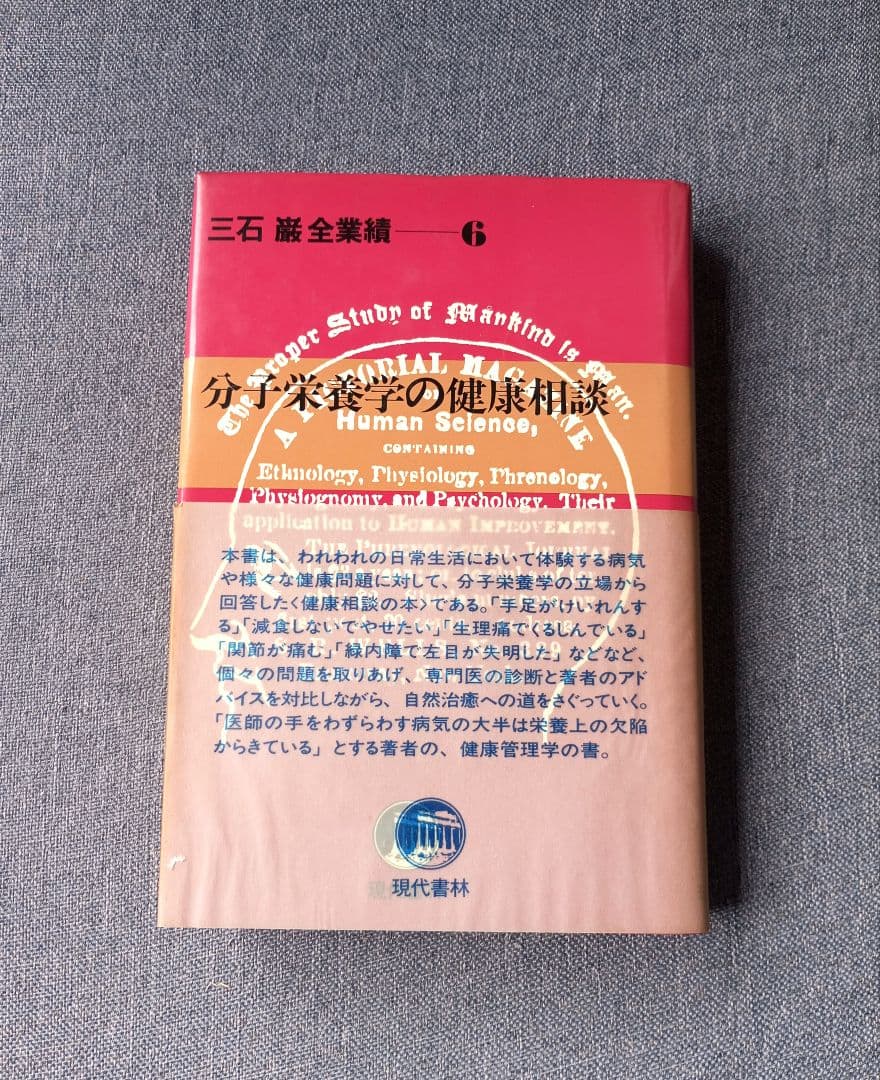 三石 巌 全業績──6
The Proper Study of Mankind is Man.
分子栄養学の健康相談
Human Science,
CONTAINING
Ethnology, Physiology, Phrenology,
Physiognomy, and Psychology, Their
application to HUMAN IMPROVEMENT.
THE PHRENOLOGICAL JOURNAL
本書は、われわれの日常生活において体験する病気
や様々な健康問題に対して、分子栄養学の立場から
回答した〈健康相談の本〉である。「手足がけいれんす
る」「減食しないでやせたい」「生理痛でくるしんでいる」
「関節が痛む」「緑内障で左目が失明した」などなど、
個々の問題を取りあげ、専門医の診断と著者のアド
バイスを対比しながら、自然治癒への道をさぐっていく。
「医師の手をわずらわす病気の大半は栄養上の欠陥
からきている」とする著者の、健康管理学の書。
現代書林